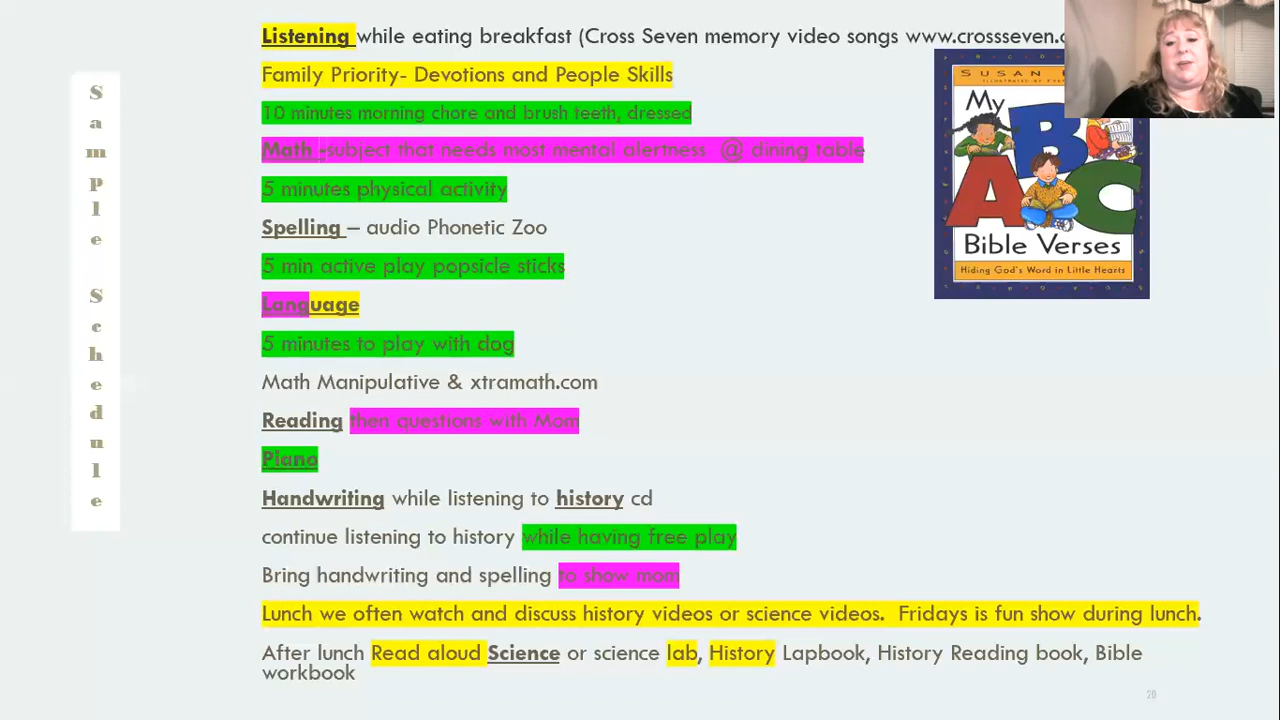 Sample Schedule
Listening while eating breakfast (Cross Seven memory video songs
Family Priority- Devotions and People Skills
10 minutes morning chore and brush teeth, dressed
Math -subject that needs most mental alertness @ dining table
5 minutes physical activity
Spelling – audio Phonetic Zoo
5 min active play popsicle sticks
Language
5 minutes to play with dog
Math Manipulative & xtramath.com
Reading then questions with Mom
Piano
Handwriting while listening to history cd
continue listening to history while having free play
Bring handwriting and spelling to show mom
Lunch we often watch and discuss history videos or science videos. Fridays is fun show during lunch.
After lunch Read aloud Science or science lab, History Lapbook, History Reading book, Bible
workbook
SUSAN
My
ABC
Bible Verses
Hiding God's Word in Little Hearts
20